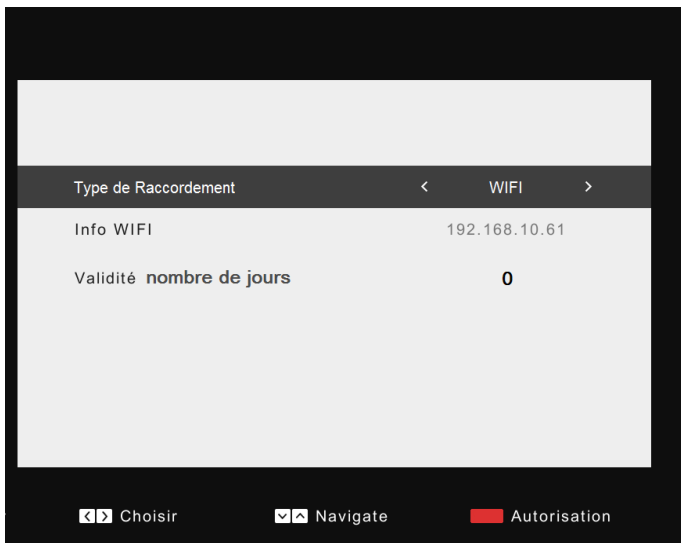 Type de Raccordement < WIFI >
Info WIFI 192.168.10.61
Validité nombre de jours 0
Choisir Navigate Autorisation